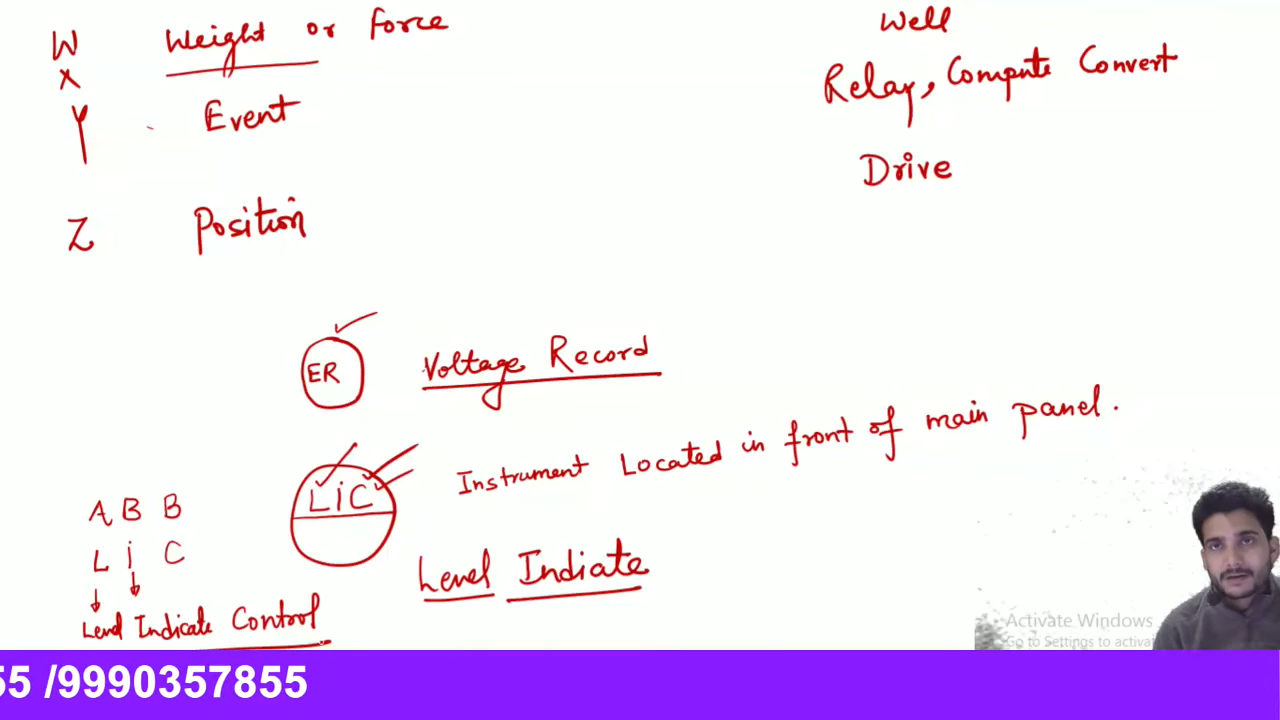 W Weight or Force Well
X Relay, Compute Convert
Y Event
Drive
Z Position
ER Voltage Record
LiC Instrument Located in front of main panel.
A B B
L i C
Level Indiate
Level Indicate Control
Activate Windows
Go to Settings to activat
55 /9990357855